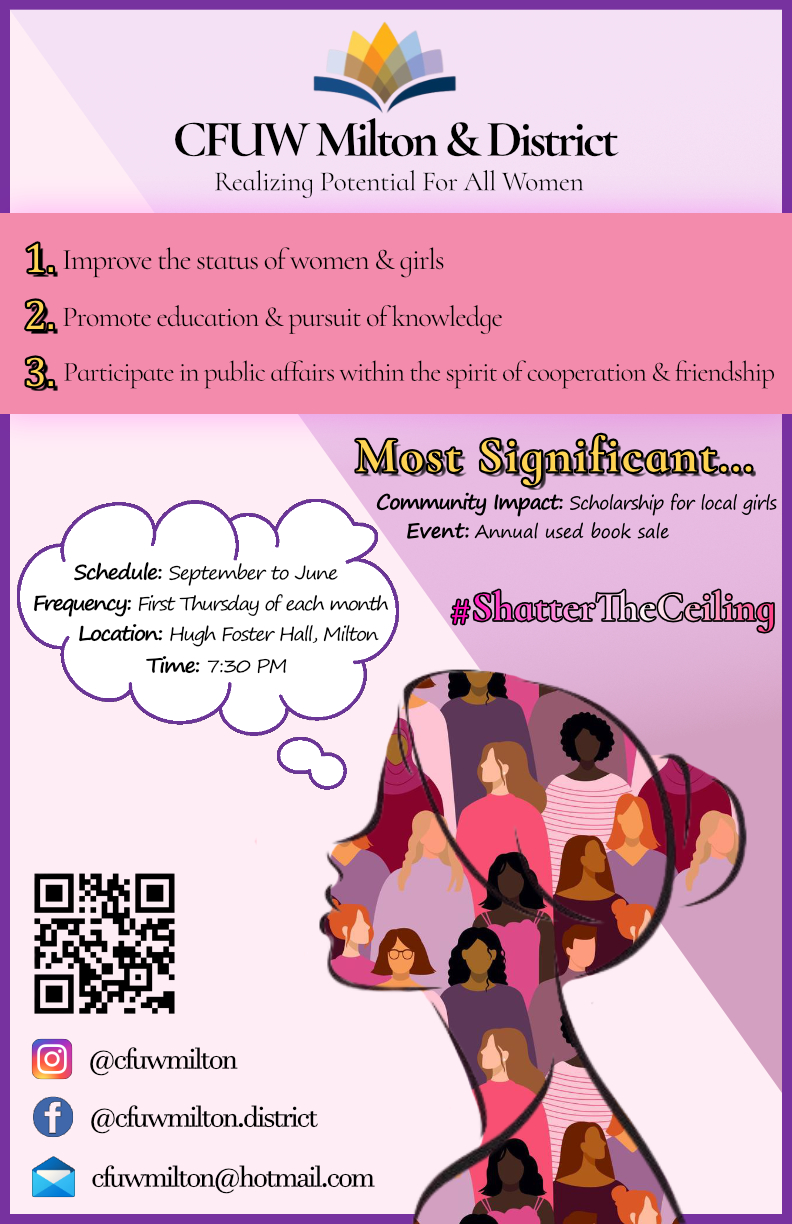 CFUW Milton & District
Realizing Potential For All Women
1. Improve the status of women & girls
2. Promote education & pursuit of knowledge
3. Participate in public affairs within the spirit of cooperation & friendship
Most Significant...
Community Impact: Scholarship for local girls
Event: Annual used book sale
Schedule: September to June
Frequency: First Thursday of each month
Location: Hugh Foster Hall, Milton
Time: 7:30 PM
#ShatterTheCeiling
@cfuwmilton
@cfuwmilton.district
cfuwmilton@hotmail.com